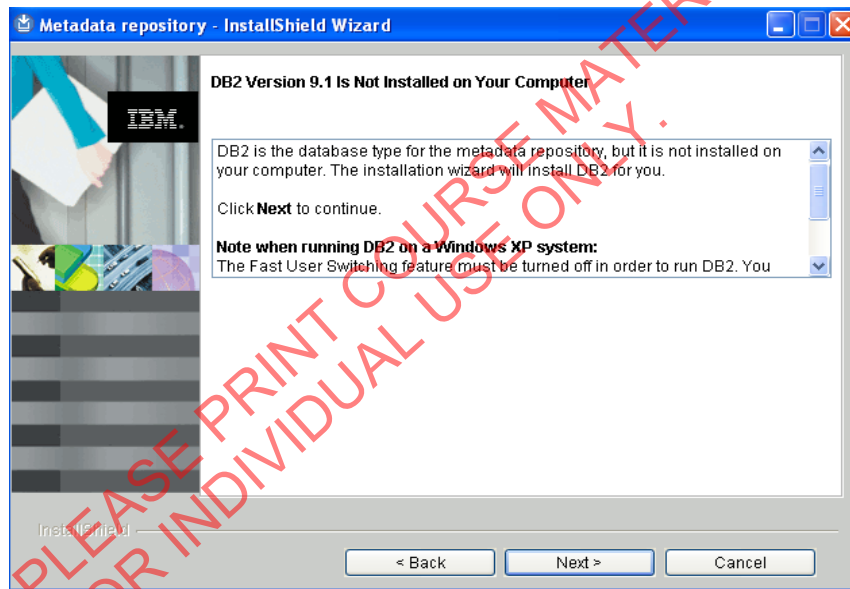 Metadata repository - InstallShield Wizard
IBM.
DB2 Version 9.1 Is Not Installed on Your Computer
DB2 is the database type for the metadata repository, but it is not installed on
your computer. The installation wizard will install DB2 for you.
Click Next to continue.
Note when running DB2 on a Windows XP system:
The Fast User Switching feature must be turned off in order to run DB2. You
InstallShield
< Back
Next >
Cancel
PLEASE PRINT COURSE MATER
OR INDIVIDUAL USE ONLY.